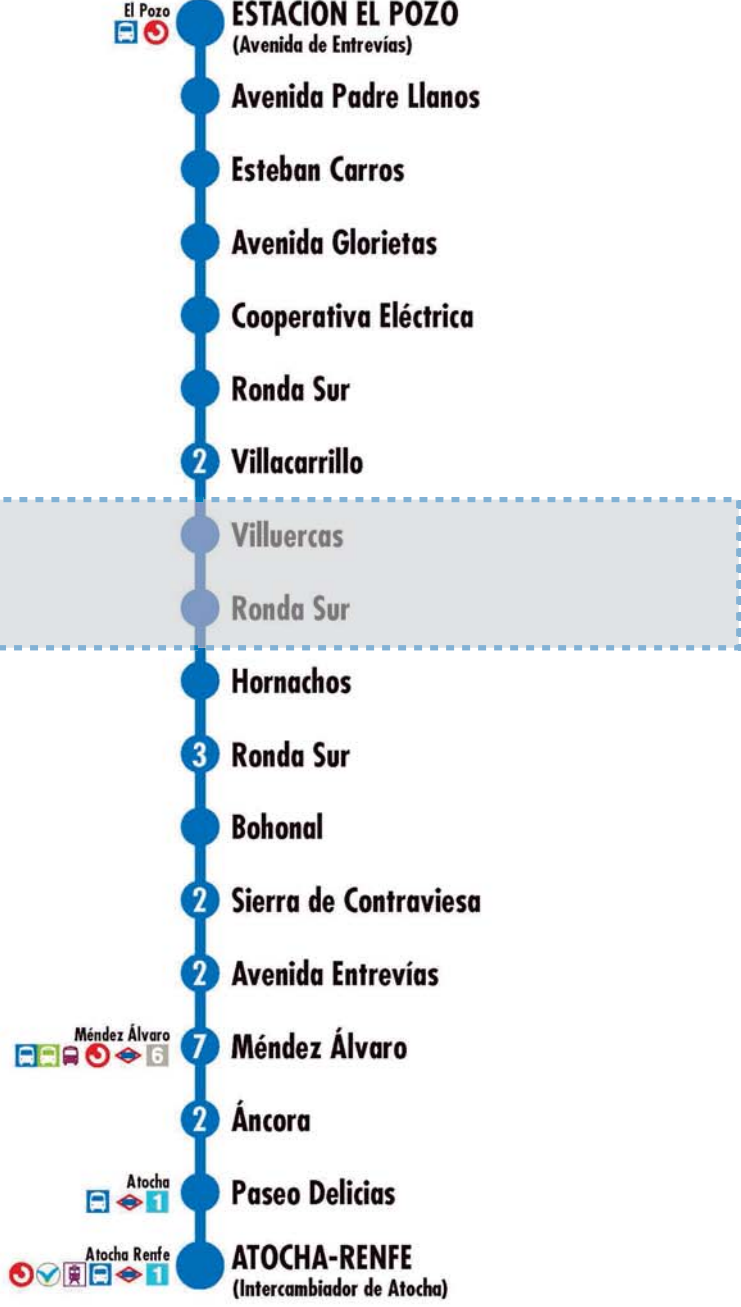 El Pozo
ESTACIÓN EL POZO
(Avenida de Entrevías)
Avenida Padre Llanos
Esteban Carros
Avenida Glorietas
Cooperativa Eléctrica
Ronda Sur
2 Villacarrillo
Villuercas
Ronda Sur
Hornachos
3 Ronda Sur
Bohonal
2 Sierra de Contraviesa
2 Avenida Entrevías
Méndez Álvaro
6 7 Méndez Álvaro
2 Áncora
Atocha
1 Paseo Delicias
Atocha Renfe
1 ATOCHA-RENFE
(Intercambiador de Atocha)